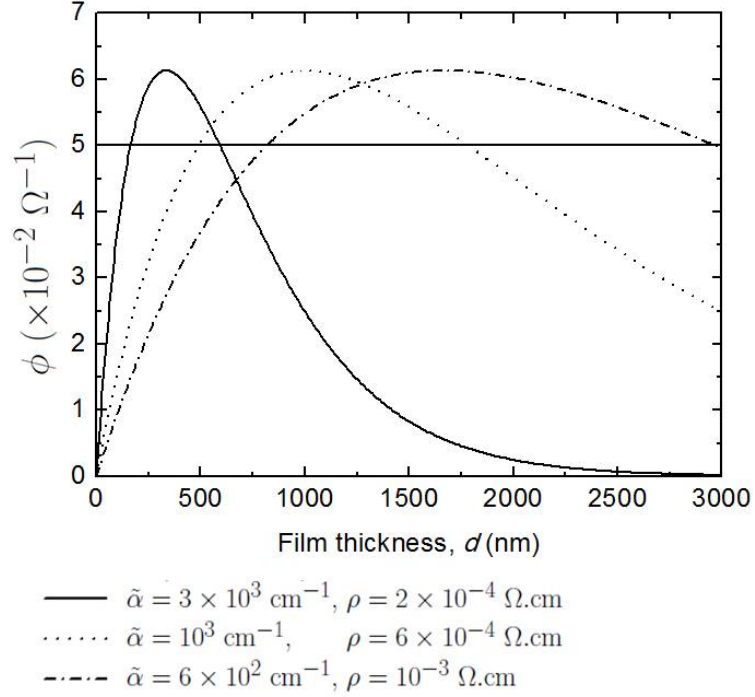 7
6
5
4
3
2
1
0
ϕ (×10⁻² Ω⁻¹)
0 500 1000 1500 2000 2500 3000
Film thickness, d (nm)
α̃ = 3 × 10³ cm⁻¹, ρ = 2 × 10⁻⁴ Ω.cm
α̃ = 10³ cm⁻¹, ρ = 6 × 10⁻⁴ Ω.cm
α̃ = 6 × 10² cm⁻¹, ρ = 10⁻³ Ω.cm